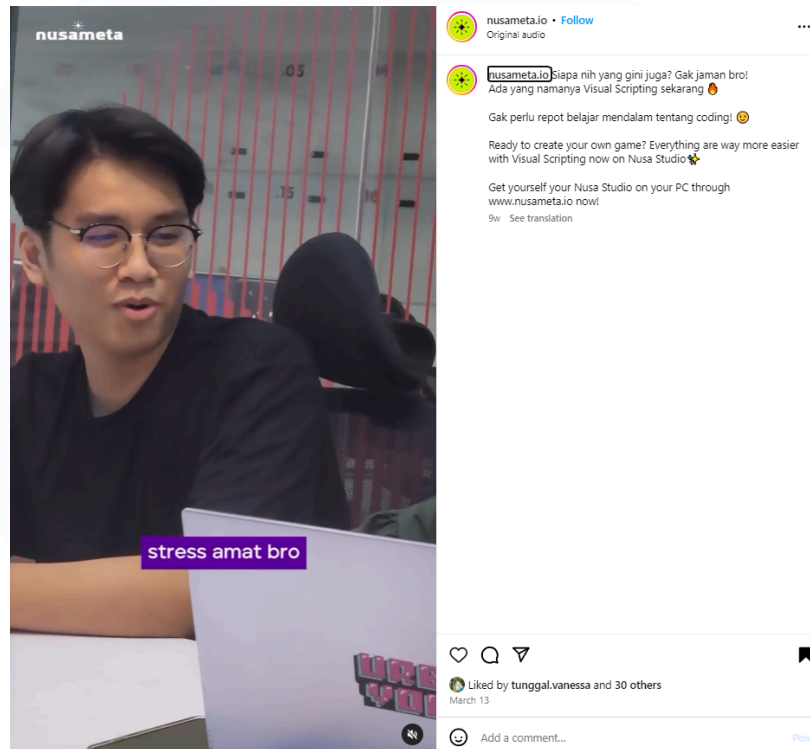 nusameta
.05
.15
16
stress amat bro
nusameta.io • Follow
Original audio
nusameta.io Siapa nih yang gini juga? Gak jaman bro!
Ada yang namanya Visual Scripting sekarang 🔥
Gak perlu repot belajar mendalam tentang coding! 😉
Ready to create your own game? Everything are way more easier
with Visual Scripting now on Nusa Studio✨
Get yourself your Nusa Studio on your PC through
www.nusameta.io now!
9w See translation
Liked by tunggal.vanessa and 30 others
March 13
Add a comment...
Pos